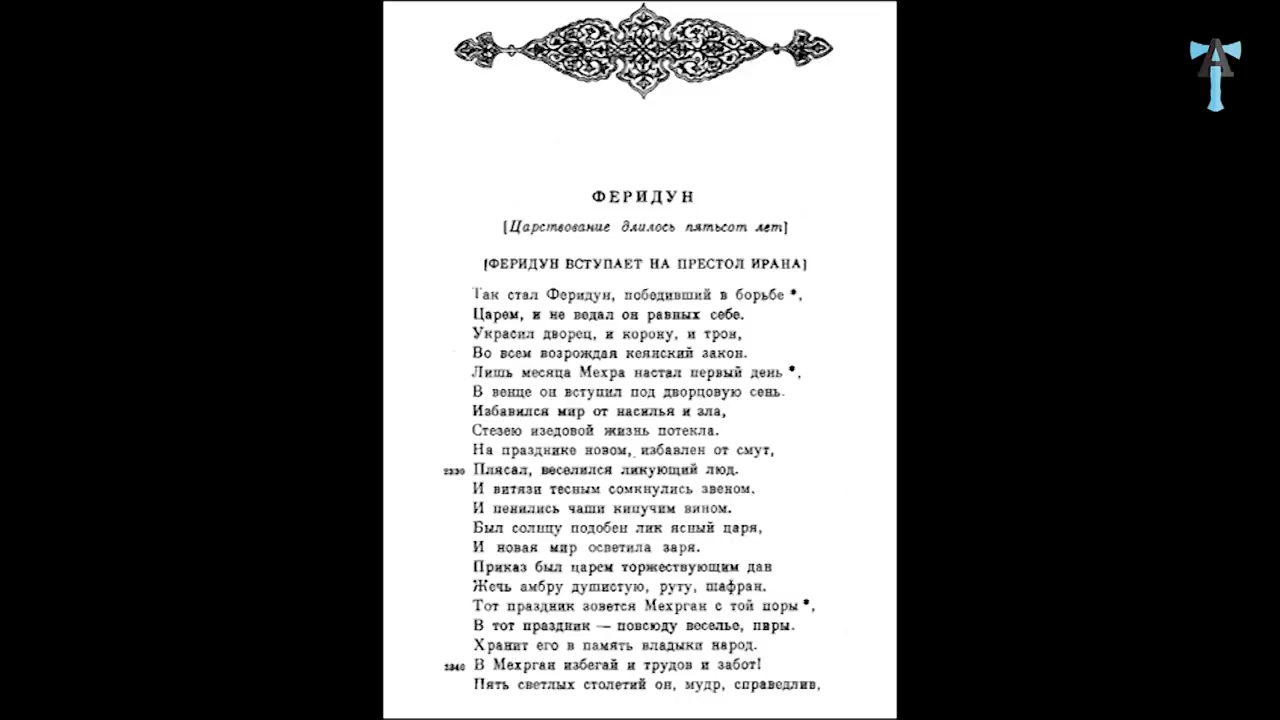 ФЕРИДУН
[Царствование длилось пятьсот лет]
[ФЕРИДУН ВСТУПАЕТ НА ПРЕСТОЛ ИРАНА]
Так стал Феридун, победивший в борьбе *,
Царем, и не ведал он равных себе.
Украсил дворец, и корону, и трон,
Во всем возрождая кеянский закон.
Лишь месяца Мехра настал первый день *,
В венце он вступил под дворцовую сень.
Избавился мир от насилья и зла,
Стезею изедовой жизнь потекла.
На празднике новом, избавлен от смут,
2330 Плясал, веселился ликующий люд.
И витязи тесным сомкнулись звеном,
И пенились чаши кипучим вином.
Был солнцу подобен лик ясный царя,
И новая мир осветила заря.
Приказ был царем торжествующим дан
Жечь амбру душистую, руту, шафран.
Тот праздник зовется Мехрган с той поры *,
В тот праздник — повсюду веселье, пиры.
Хранит его в память владыки народ.
2340 В Мехрган избегай и трудов и забот!
Пять светлых столетий он, мудр, справедлив,